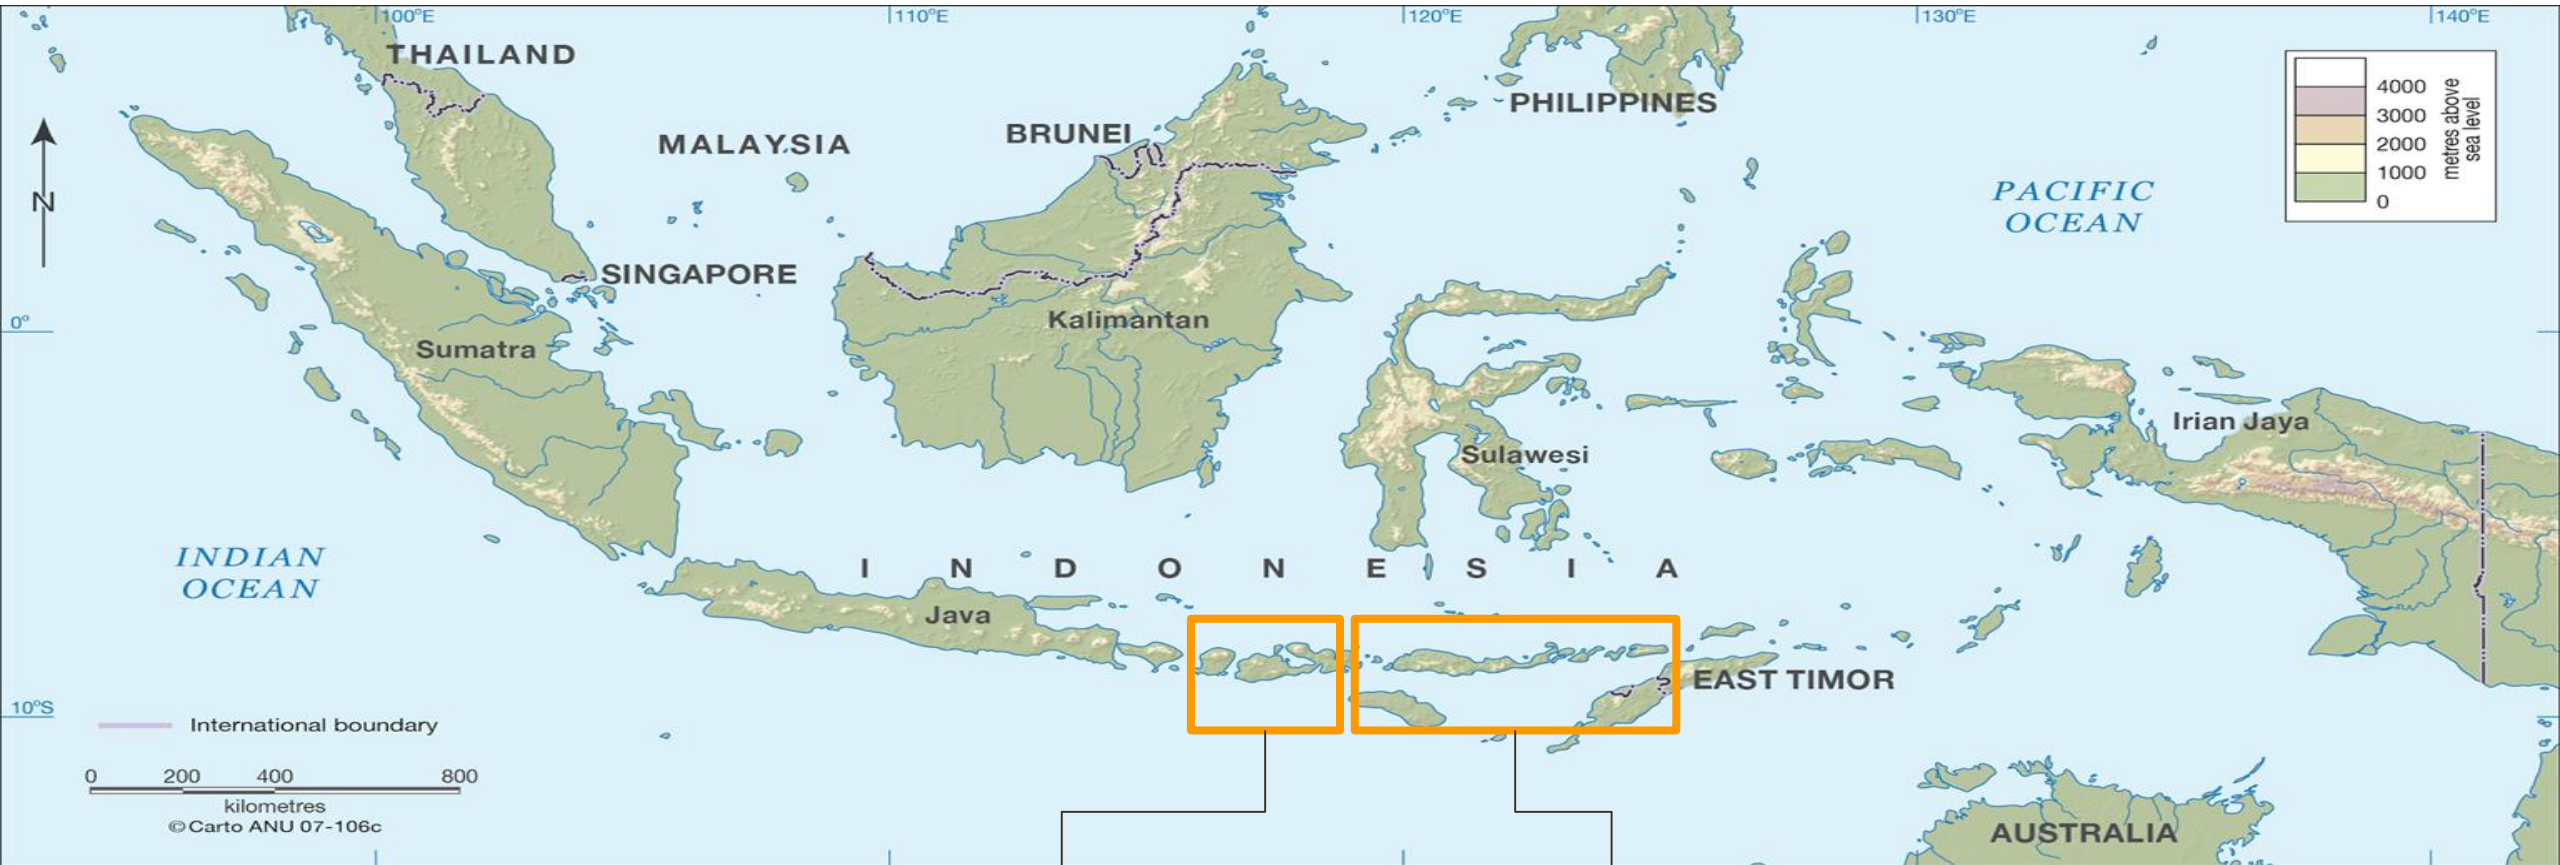 100°E
110°E
120°E
130°E
140°E
THAILAND
PHILIPPINES
BRUNEI
MALAYSIA
4000
3000
2000
1000
0
metres above
sea level
N
PACIFIC
OCEAN
SINGAPORE
0°
Kalimantan
Sumatra
Irian Jaya
Sulawesi
INDIAN
OCEAN
INDONESIA
Java
EAST TIMOR
10°S
International boundary
0 200 400 800
kilometres
©Carto ANU 07-106c
AUSTRALIA